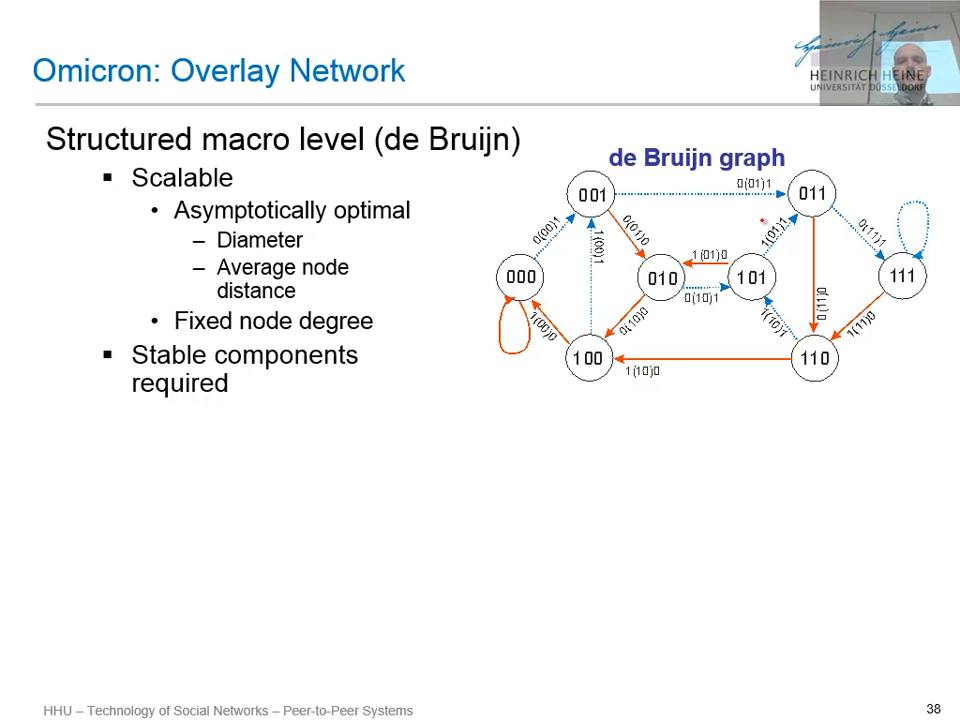 Omicron: Overlay Network
Heinrich Heine
HEINRICH HEINE
UNIVERSITÄT DÜSSELDORF
Structured macro level (de Bruijn)
▪ Scalable
• Asymptotically optimal
– Diameter
– Average node
distance
• Fixed node degree
▪ Stable components
required
de Bruijn graph
001
0(01)1
011
0(00)1
0(01)0
1(00)1
1(01)1
0(11)1
000
010
1(01)0
0(10)1
101
111
1(00)0
0(10)0
1(10)1
0(11)0
1(11)0
100
1(10)0
110
HHU – Technology of Social Networks – Peer-to-Peer Systems
38